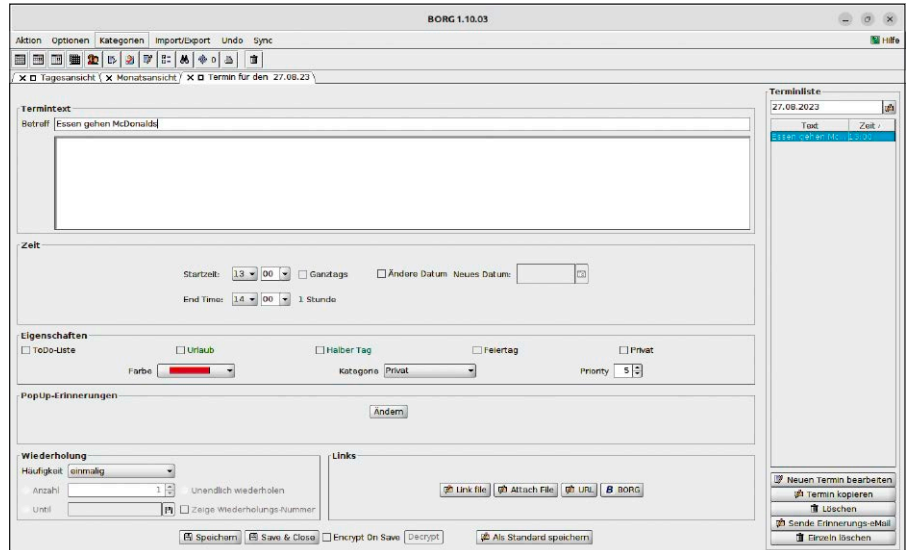 BORG 1.10.03
Aktion Optionen Kategorien Import/Export Undo Sync Hilfe
Tagesansicht Monatsansicht Termin für den 27.08.23
Termintext
Betreff Essen gehen McDonalds
Zeit
Startzeit: 13 00 Ganztags Ändere Datum Neues Datum:
End Time: 14 00 1 Stunde
Eigenschaften
ToDo-Liste Urlaub Halber Tag Feiertag Privat
Farbe Kategorie Privat Priority 5
PopUp-Erinnerungen
Ändern
Wiederholung
Häufigkeit einmalig
Anzahl 1 Unendlich wiederholen
Until Zeige Wiederholungs-Nummer
Links
Link file Attach File URL B BORG
Speichern Save & Close Encrypt On Save Decrypt Als Standard speichern
Terminliste
27.08.2023
Text Zeit
Essen gehen Mc 13:00
Neuen Termin bearbeiten
Termin kopieren
Löschen
Sende Erinnerungs-eMail
Einzeln löschen